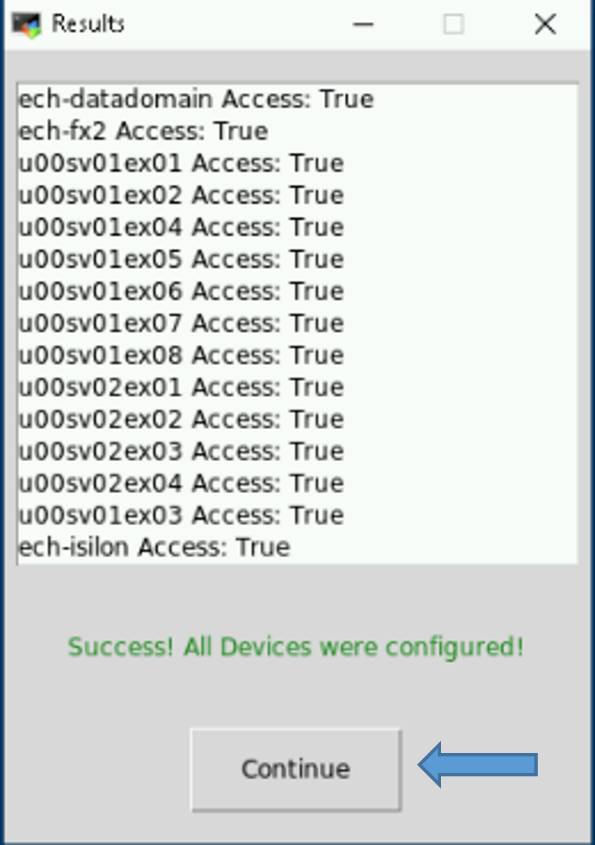 Results
ech-datadomain Access: True
ech-fx2 Access: True
u00sv01ex01 Access: True
u00sv01ex02 Access: True
u00sv01ex04 Access: True
u00sv01ex05 Access: True
u00sv01ex06 Access: True
u00sv01ex07 Access: True
u00sv01ex08 Access: True
u00sv02ex01 Access: True
u00sv02ex02 Access: True
u00sv02ex03 Access: True
u00sv02ex04 Access: True
u00sv01ex03 Access: True
ech-isilon Access: True
Success! All Devices were configured!
Continue